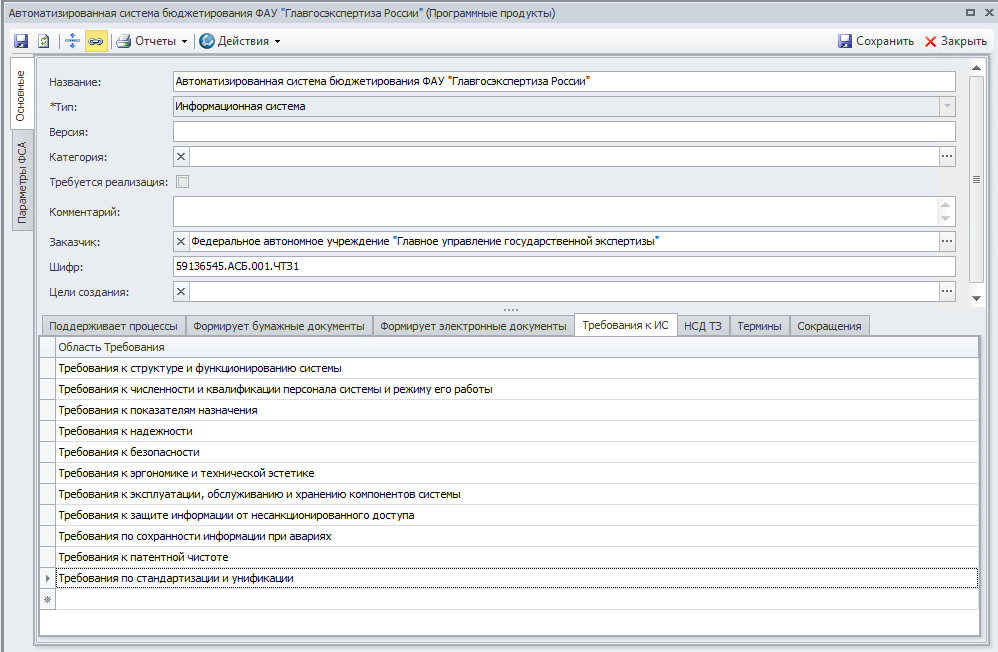 Автоматизированная система бюджетирования ФАУ "Главгосэкспертиза России" (Программные продукты)
Отчеты Действия Сохранить Закрыть
Основные
Параметры ФСА
Название: Автоматизированная система бюджетирования ФАУ "Главгосэкспертиза России"
*Тип: Информационная система
Версия:
Категория:
Требуется реализация:
Комментарий:
Заказчик: Федеральное автономное учреждение "Главное управление государственной экспертизы"
Шифр: 59136545.АСБ.001.ЧТЗ1
Цели создания:
Поддерживает процессы Формирует бумажные документы Формирует электронные документы Требования к ИС НСД ТЗ Термины Сокращения
Область Требования
Требования к структуре и функционированию системы
Требования к численности и квалификации персонала системы и режиму его работы
Требования к показателям назначения
Требования к надежности
Требования к безопасности
Требования к эргономике и технической эстетике
Требования к эксплуатации, обслуживанию и хранению компонентов системы
Требования к защите информации от несанкционированного доступа
Требования по сохранности информации при авариях
Требования к патентной чистоте
Требования по стандартизации и унификации